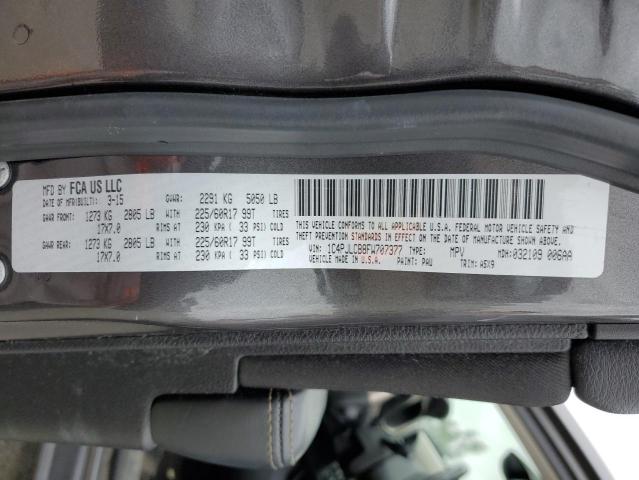 MFD BY FCA US LLC
DATE OF MFR(BUILT): 3-15 GVWR: 2291 KG 5050 LB
GAWR FRONT: 1273 KG 2805 LB WITH 225/60R17 99T TIRES
17X7.0 RIMS AT 230 KPA ( 33 PSI) COLD
GAWR REAR: 1273 KG 2805 LB WITH 225/60R17 99T TIRES
17X7.0 RIMS AT 230 KPA ( 33 PSI) COLD
THIS VEHICLE CONFORMS TO ALL APPLICABLE U.S.A. FEDERAL MOTOR VEHICLE SAFETY AND
THEFT PREVENTION STANDARDS IN EFFECT ON THE DATE OF MANUFACTURE SHOWN ABOVE.
VIN: 1C4PJLCB8FW707377 TYPE: MPV MDH:032109 006AA
VEHICLE MADE IN U.S.A. PAINT: PAU TRIM: A5X9